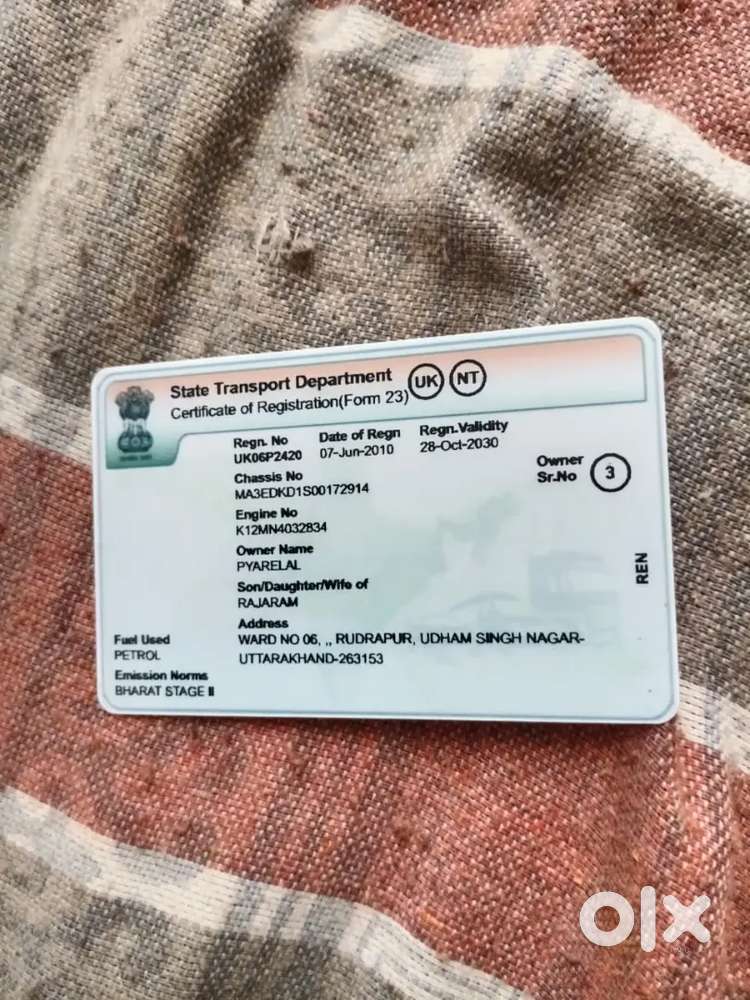 State Transport Department UK NT
Certificate of Registration(Form 23)
Regn. No Date of Regn Regn.Validity
UK06P2420 07-Jun-2010 28-Oct-2030
Chassis No
MA3EDKD1S00172914
Owner
Sr.No 3
Engine No
K12MN4032834
Owner Name
PYARELAL
Son/Daughter/Wife of
RAJARAM
REN
Address
WARD NO 06, ,, RUDRAPUR, UDHAM SINGH NAGAR-
UTTARAKHAND-263153
Fuel Used
PETROL
Emission Norms
BHARAT STAGE
olx